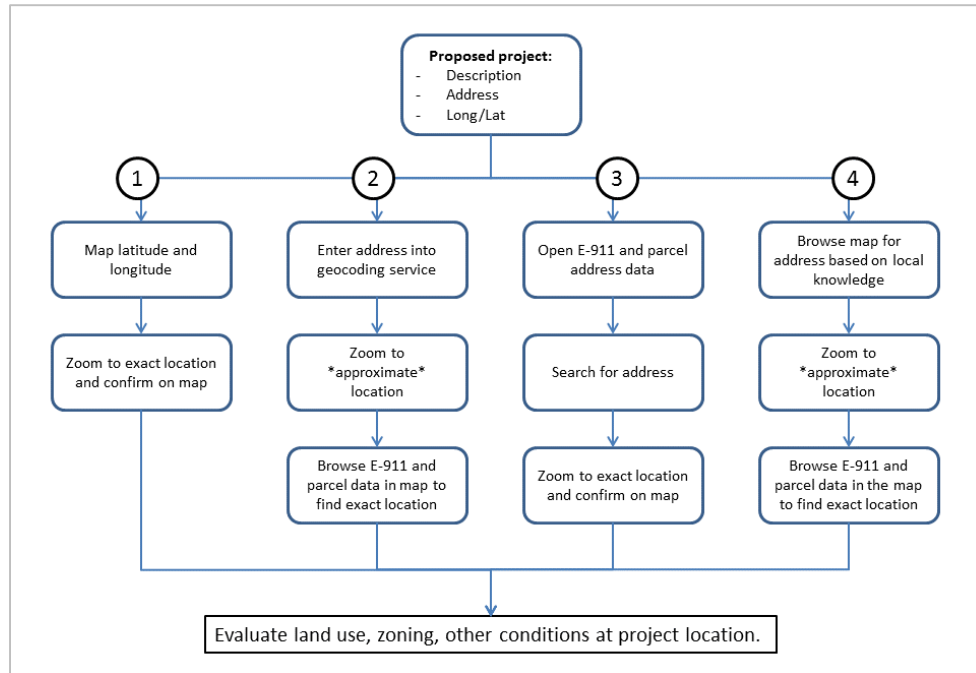 Proposed project:
- Description
- Address
- Long/Lat
1
2
3
4
Map latitude and
longitude
Zoom to exact location
and confirm on map
Enter address into
geocoding service
Zoom to
*approximate*
location
Browse E-911 and
parcel data in map to
find exact location
Open E-911 and parcel
address data
Search for address
Zoom to exact location
and confirm on map
Browse map for
address based on local
knowledge
Zoom to
*approximate*
location
Browse E-911 and
parcel data in the map
to find exact location
Evaluate land use, zoning, other conditions at project location.